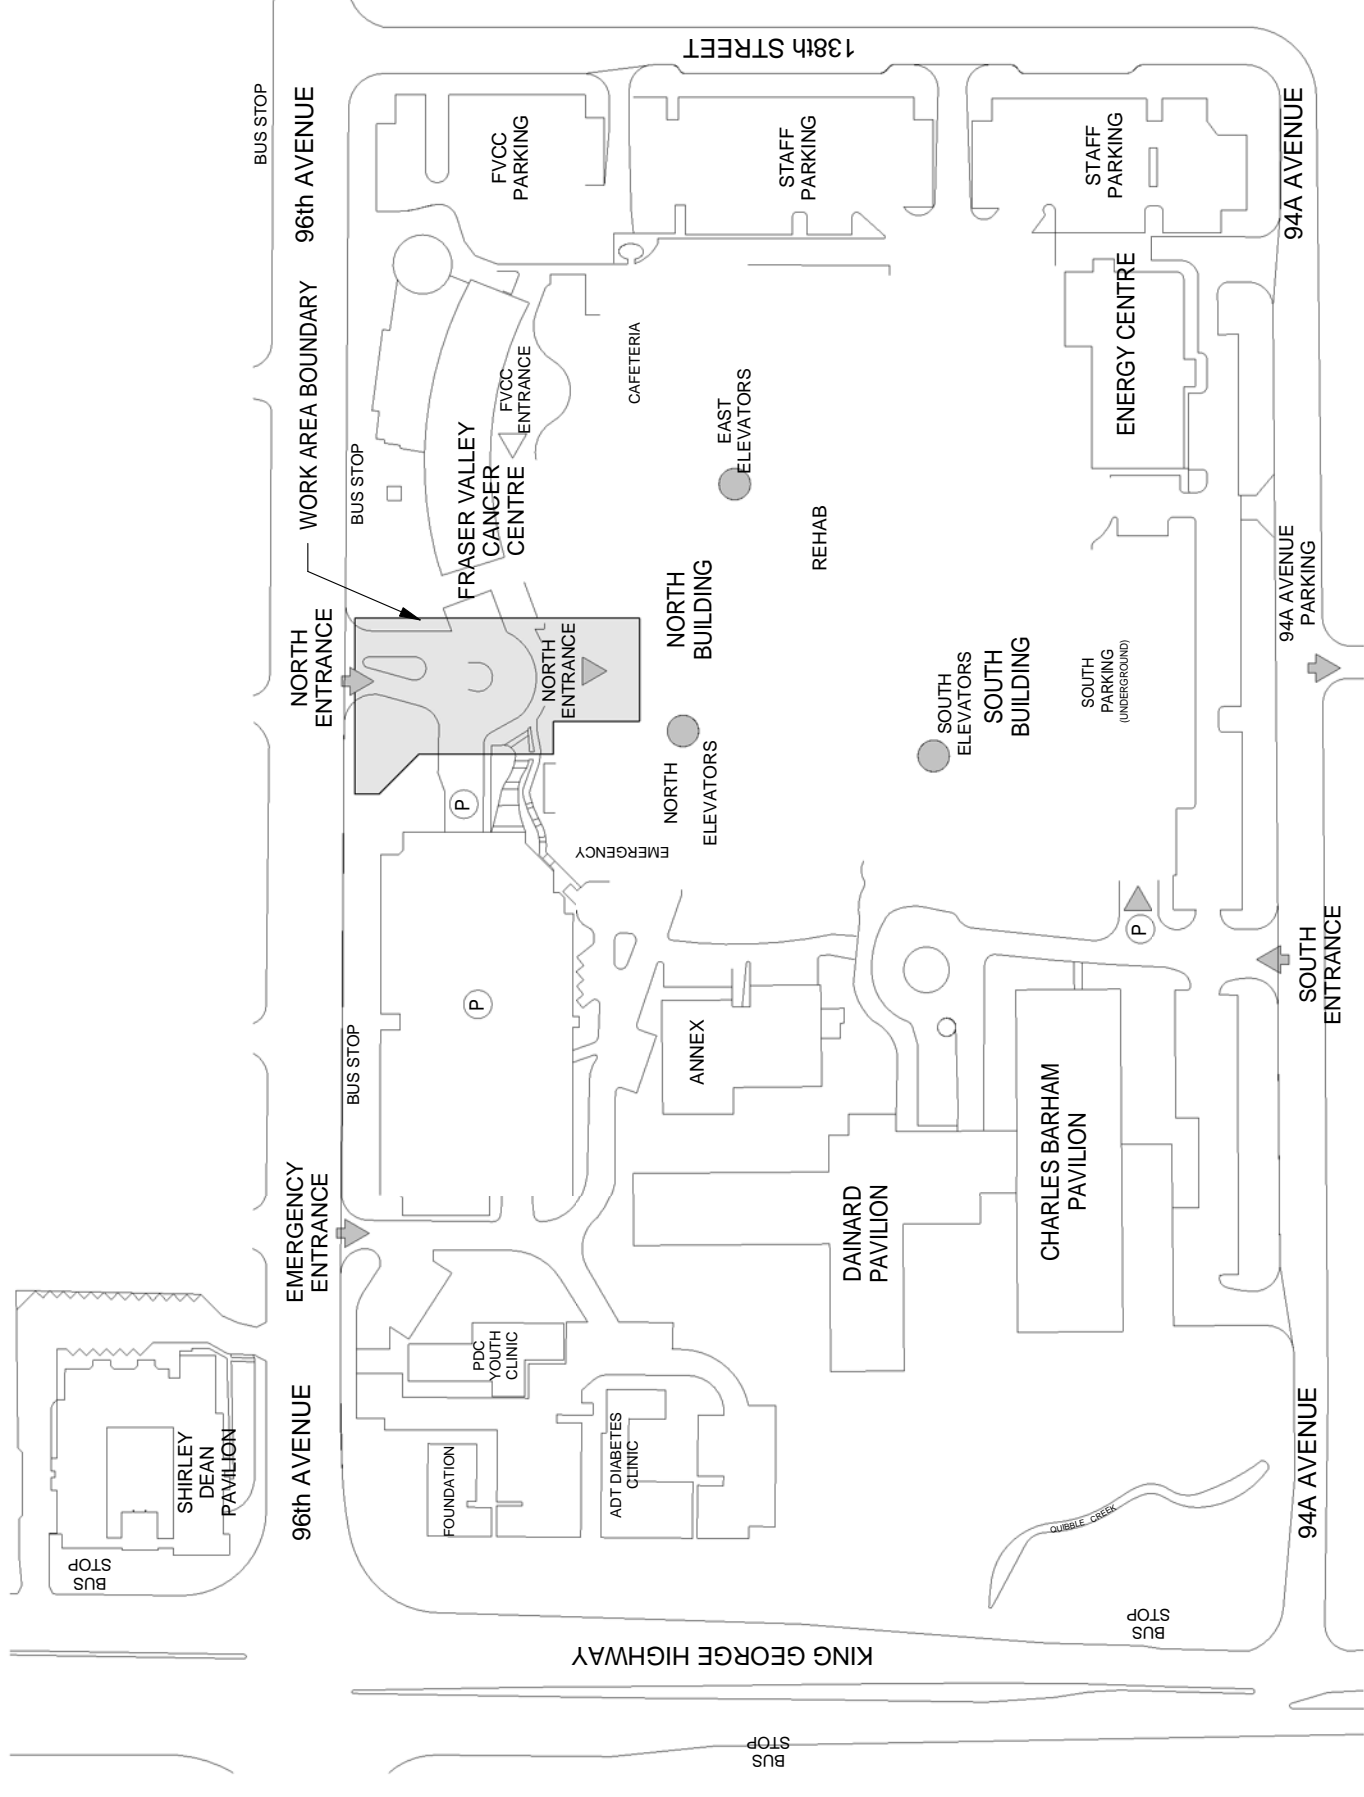 BUS STOP
96th AVENUE
138th STREET
94A AVENUE
FVCC
PARKING
STAFF
PARKING
STAFF
PARKING
WORK AREA BOUNDARY
BUS STOP
FRASER VALLEY
CANCER
CENTRE
FVCC
ENTRANCE
CAFETERIA
EAST
ELEVATORS
REHAB
ENERGY CENTRE
94A AVENUE
PARKING
NORTH
ENTRANCE
NORTH
ENTRANCE
NORTH
BUILDING
NORTH
ELEVATORS
SOUTH
ELEVATORS
SOUTH
BUILDING
SOUTH
PARKING
(UNDERGROUND)
EMERGENCY
P
P
P
BUS STOP
ANNEX
SOUTH
ENTRANCE
EMERGENCY
ENTRANCE
DAINARD
PAVILION
CHARLES BARHAM
PAVILION
PDC
YOUTH
CLINIC
SHIRLEY
DEAN
PAVILION
96th AVENUE
FOUNDATION
ADT DIABETES
CLINIC
QUIBBLE CREEK
94A AVENUE
BUS
STOP
BUS
STOP
KING GEORGE HIGHWAY
BUS
STOP